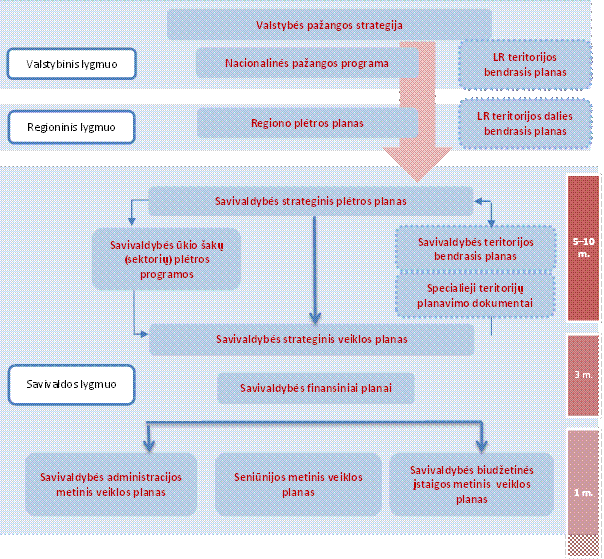 Valstybės pažangos strategija
Valstybinis lygmuo
Nacionalinės pažangos programa
LR teritorijos
bendrasis planas
Regioninis lygmuo
Regiono plėtros planas
LR teritorijos dalies
bendrasis planas
Savivaldybės strateginis plėtros planas
Savivaldybės ūkio šakų
(sektorių) plėtros
programos
Savivaldybės teritorijos
bendrasis planas
Specialieji teritorijų
planavimo dokumentai
5–10
m.
Savivaldybės strateginis veiklos planas
Savivaldos lygmuo
Savivaldybės finansiniai planai
3 m.
Savivaldybės administracijos
metinis veiklos planas
Seniūnijos metinis veiklos
planas
Savivaldybės biudžetinės
įstaigos metinis veiklos
planas
1 m.